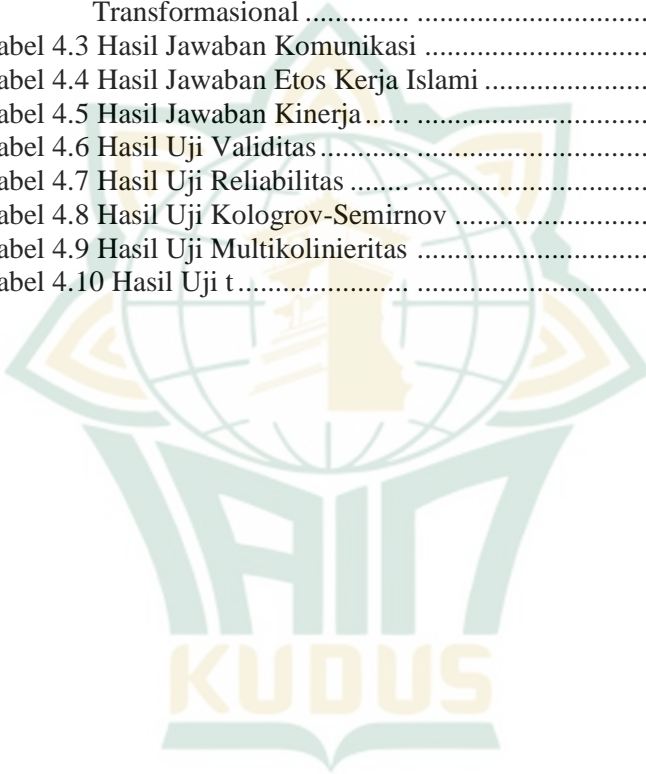 Transformasional ............. ..................................
abel 4.3 Hasil Jawaban Komunikasi ..................................
abel 4.4 Hasil Jawaban Etos Kerja Islami .........................
abel 4.5 Hasil Jawaban Kinerja...... ..................................
abel 4.6 Hasil Uji Validitas............. ..................................
abel 4.7 Hasil Uji Reliabilitas ........ ..................................
abel 4.8 Hasil Uji Kologrov-Semirnov ..............................
abel 4.9 Hasil Uji Multikolinieritas ..................................
abel 4.10 Hasil Uji t......................... ..................................
IAIN
KUDUS